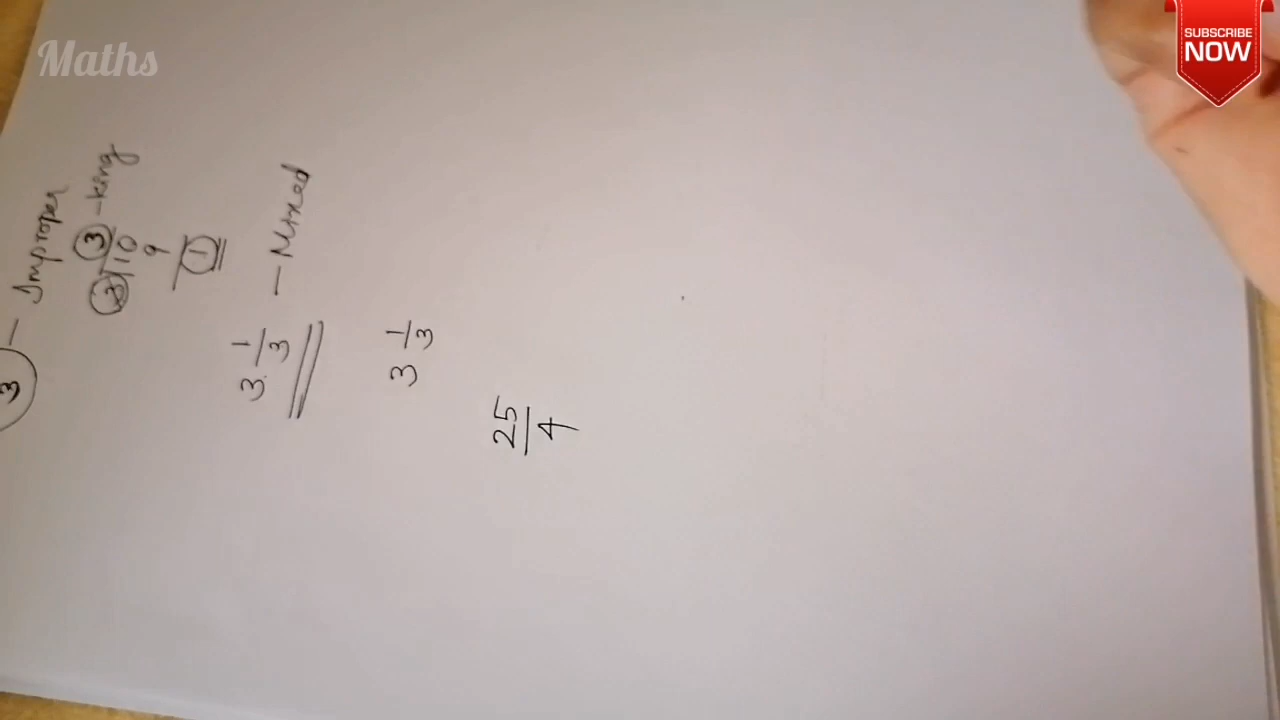 Maths
SUBSCRIBE
NOW
3 - Improper
3 - king
3 10
9
1
3 1/3 - Mixed
3 1/3
25/4